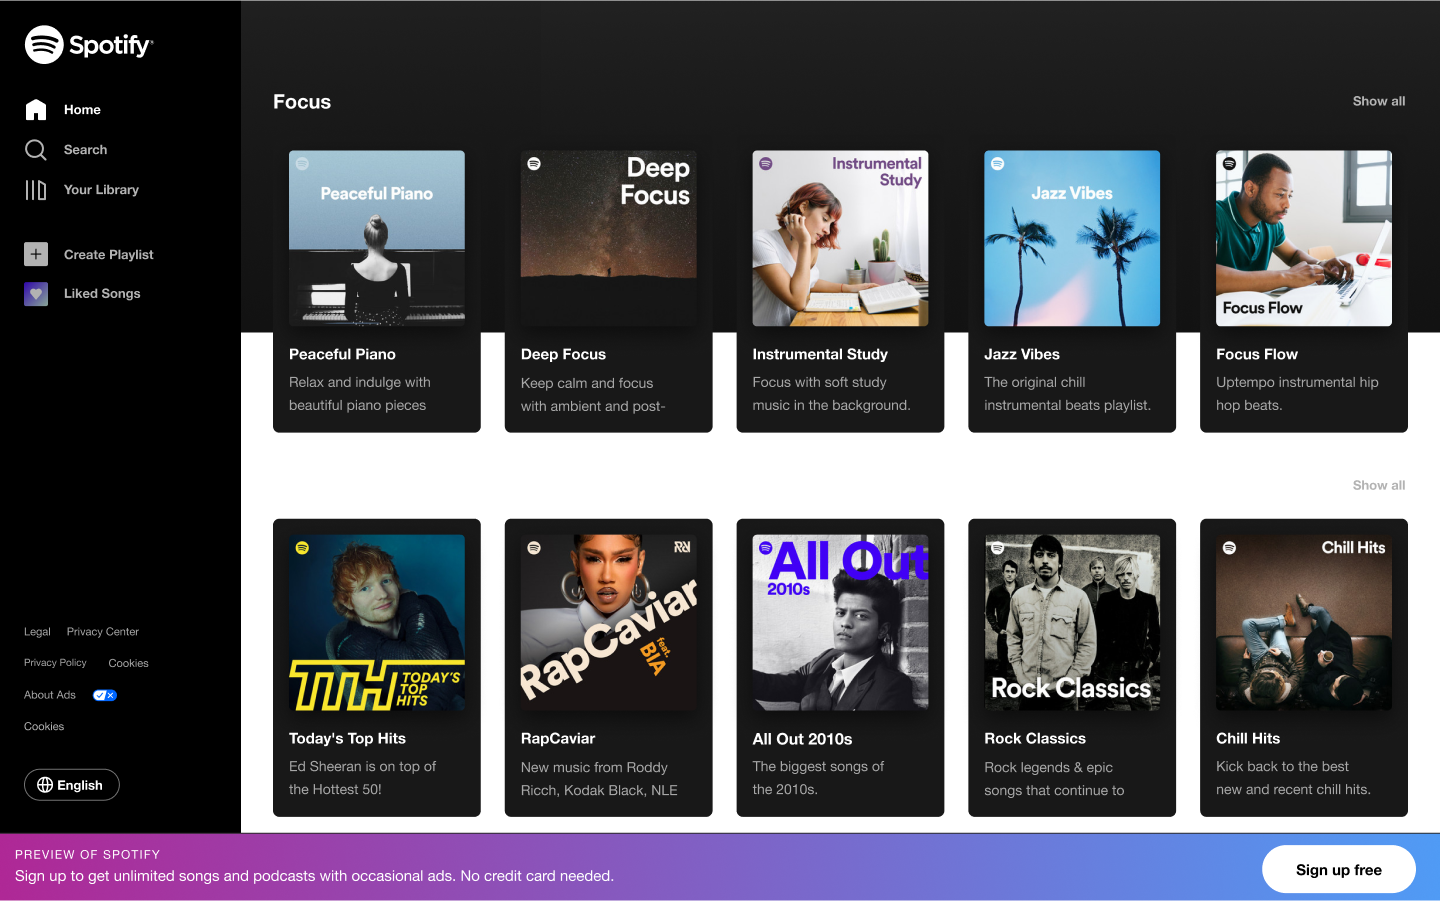 Spotify
Home
Search
Your Library
Create Playlist
Liked Songs
Legal Privacy Center
Privacy Policy Cookies
About Ads
Cookies
English
Focus
Show all
Peaceful Piano
Deep
Focus
Instrumental
Study
Jazz Vibes
Focus Flow
Peaceful Piano
Relax and indulge with
beautiful piano pieces
Deep Focus
Keep calm and focus
with ambient and post-
Instrumental Study
Focus with soft study
music in the background.
Jazz Vibes
The original chill
instrumental beats playlist.
Focus Flow
Uptempo instrumental hip
hop beats.
Show all
TTH TODAY'S
TOP
HITS
RapCaviar
feat.
BIA
All Out
2010s
Rock Classics
Chill Hits
Today's Top Hits
Ed Sheeran is on top of
the Hottest 50!
RapCaviar
New music from Roddy
Ricch, Kodak Black, NLE
All Out 2010s
The biggest songs of
the 2010s.
Rock Classics
Rock legends & epic
songs that continue to
Chill Hits
Kick back to the best
new and recent chill hits.
PREVIEW OF SPOTIFY
Sign up to get unlimited songs and podcasts with occasional ads. No credit card needed.
Sign up free